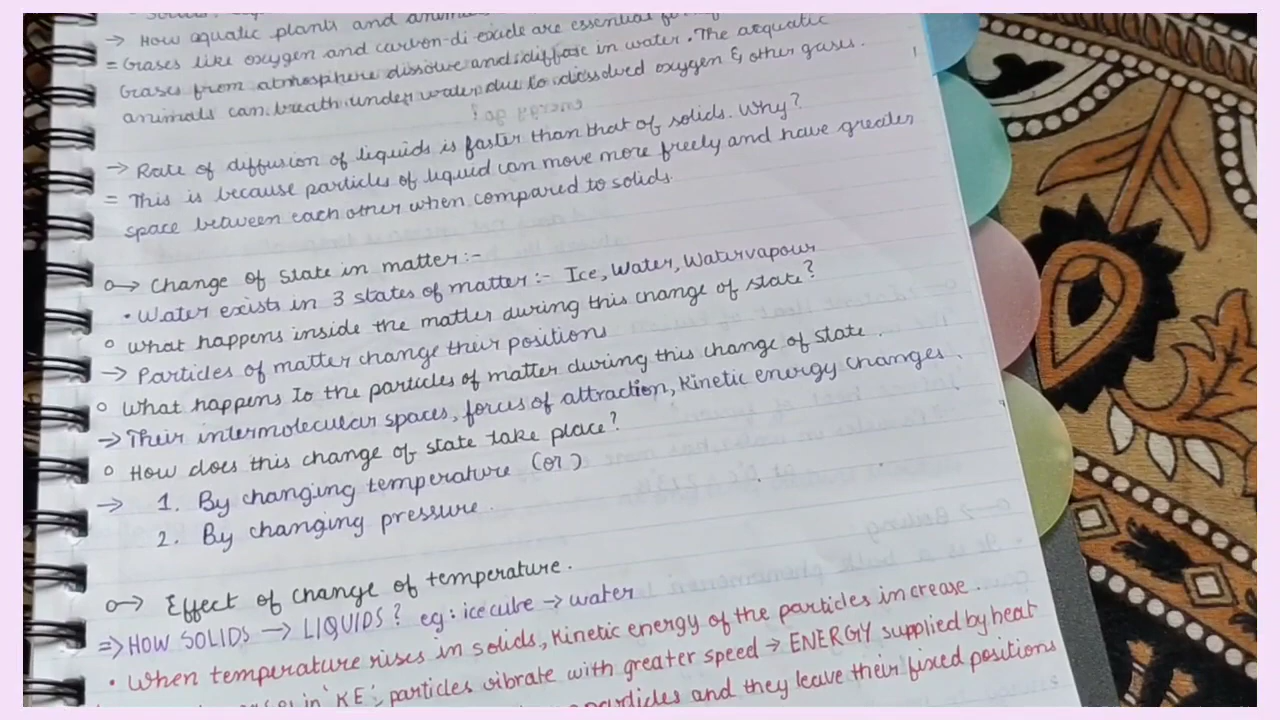 → How aquatic plants and
= Gases like oxygen and carbon-di-oxide are essential
Gases from atmosphere dissolve and diffuse in water. The acquatic
animals can breath under water due to dissolved oxygen & other gases.
→ Rate of diffusion of liquids is faster than that of solids. Why?
= This is because particles of liquid can move more freely and have greater
space between each other when compared to solids.
o→ Change of state in matter:-
• Water exists in 3 states of matter:- Ice, Water, Watervapour
o What happens inside the matter during this change of state?
→ Particles of matter change their positions
o What happens To the particles of matter during this change of state.
→ Their intermolecular spaces, forces of attraction, Kinetic energy changes.
o How does this change of state take place?
→ 1. By changing temperature (or)
2. By changing pressure.
o→ Effect of change of temperature.
⇒ HOW SOLIDS → LIQUIDS? eg: ice cube → water
• When temperature rises in solids, Kinetic energy of the particles increase.
in 'KE', particles vibrate with greater speed → ENERGY supplied by heat
particles and they leave their fixed positions